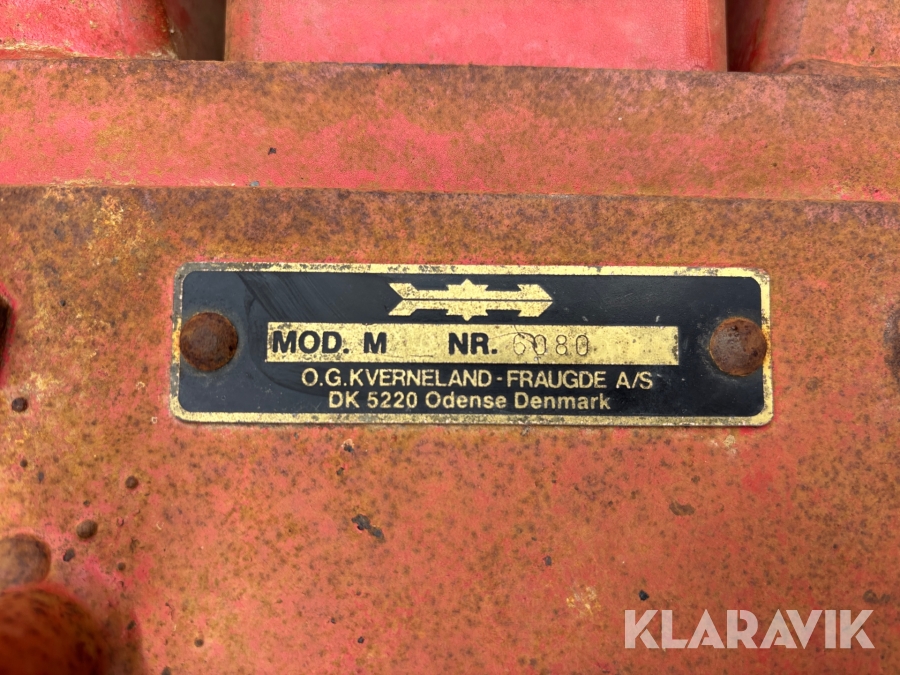 MOD. M NR. 6080
O.G.KVERNELAND-FRAUGDE A/S
DK 5220 Odense Denmark
KLARAVIK